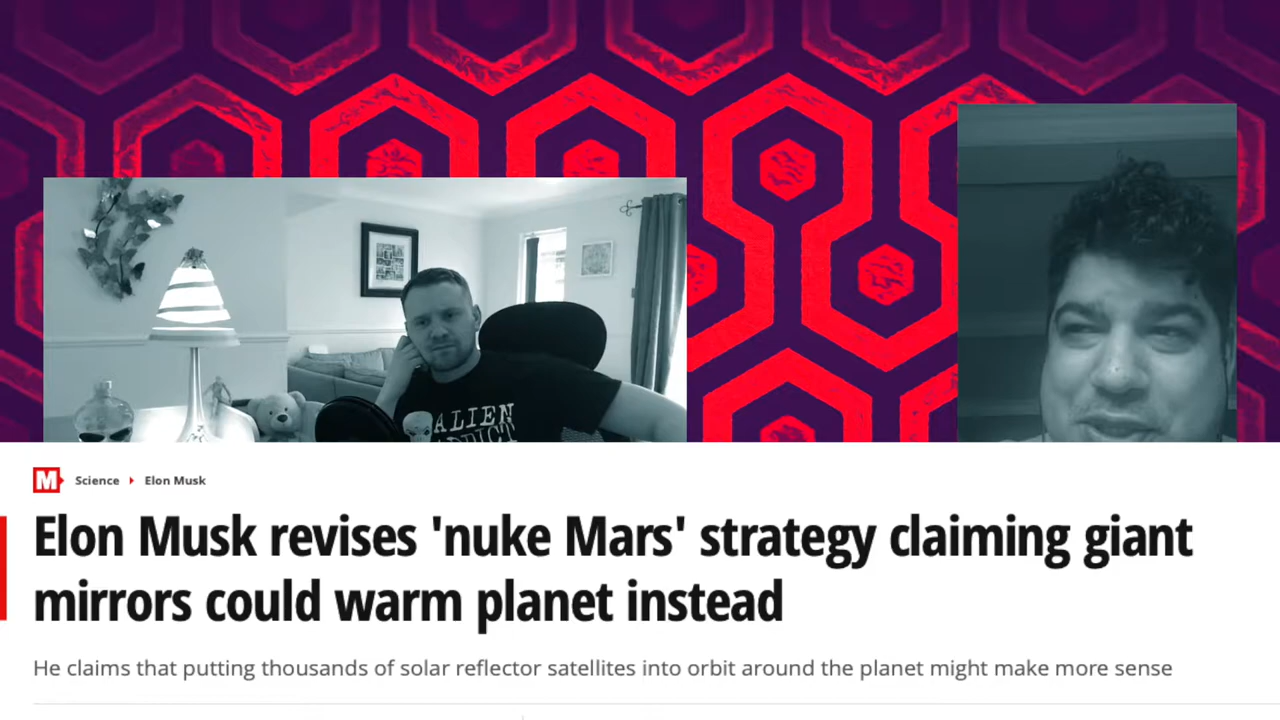 ALIEN
ADDICT
M Science Elon Musk
Elon Musk revises 'nuke Mars' strategy claiming giant
mirrors could warm planet instead
He claims that putting thousands of solar reflector satellites into orbit around the planet might make more sense